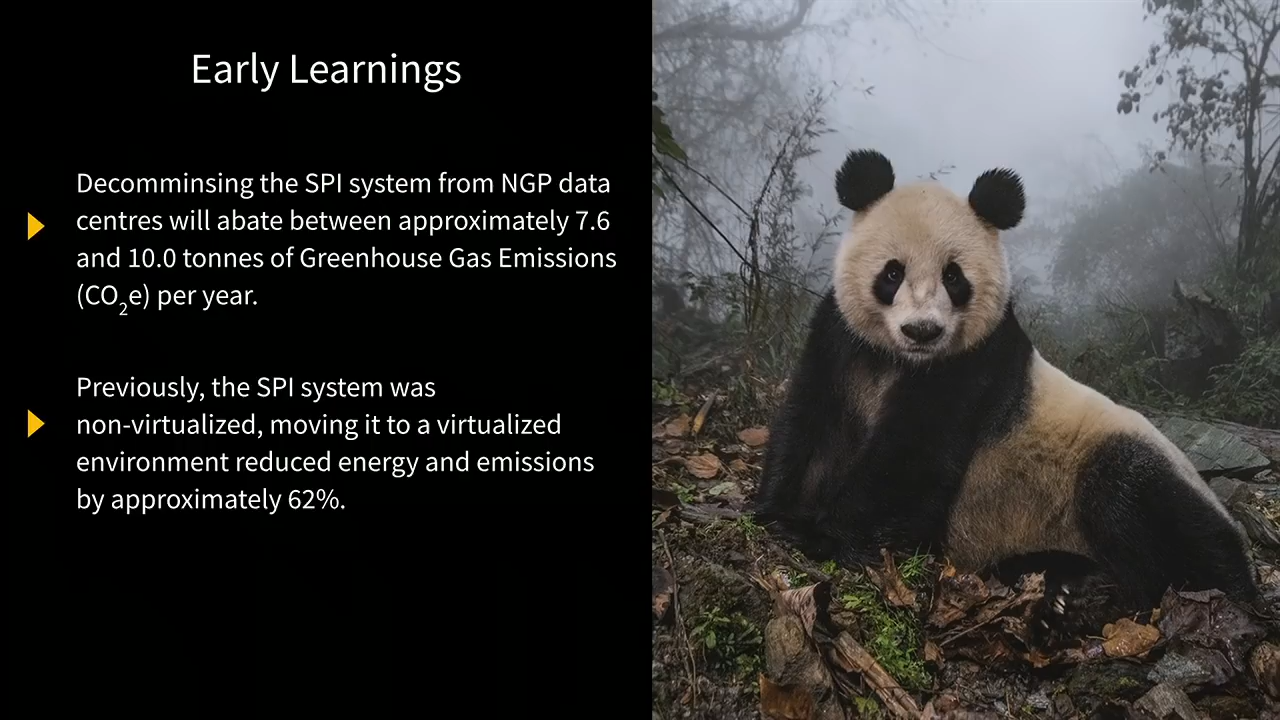 Early Learnings
Decomminsing the SPI system from NGP data
centres will abate between approximately 7.6
and 10.0 tonnes of Greenhouse Gas Emissions
(CO₂e) per year.
Previously, the SPI system was
non-virtualized, moving it to a virtualized
environment reduced energy and emissions
by approximately 62%.